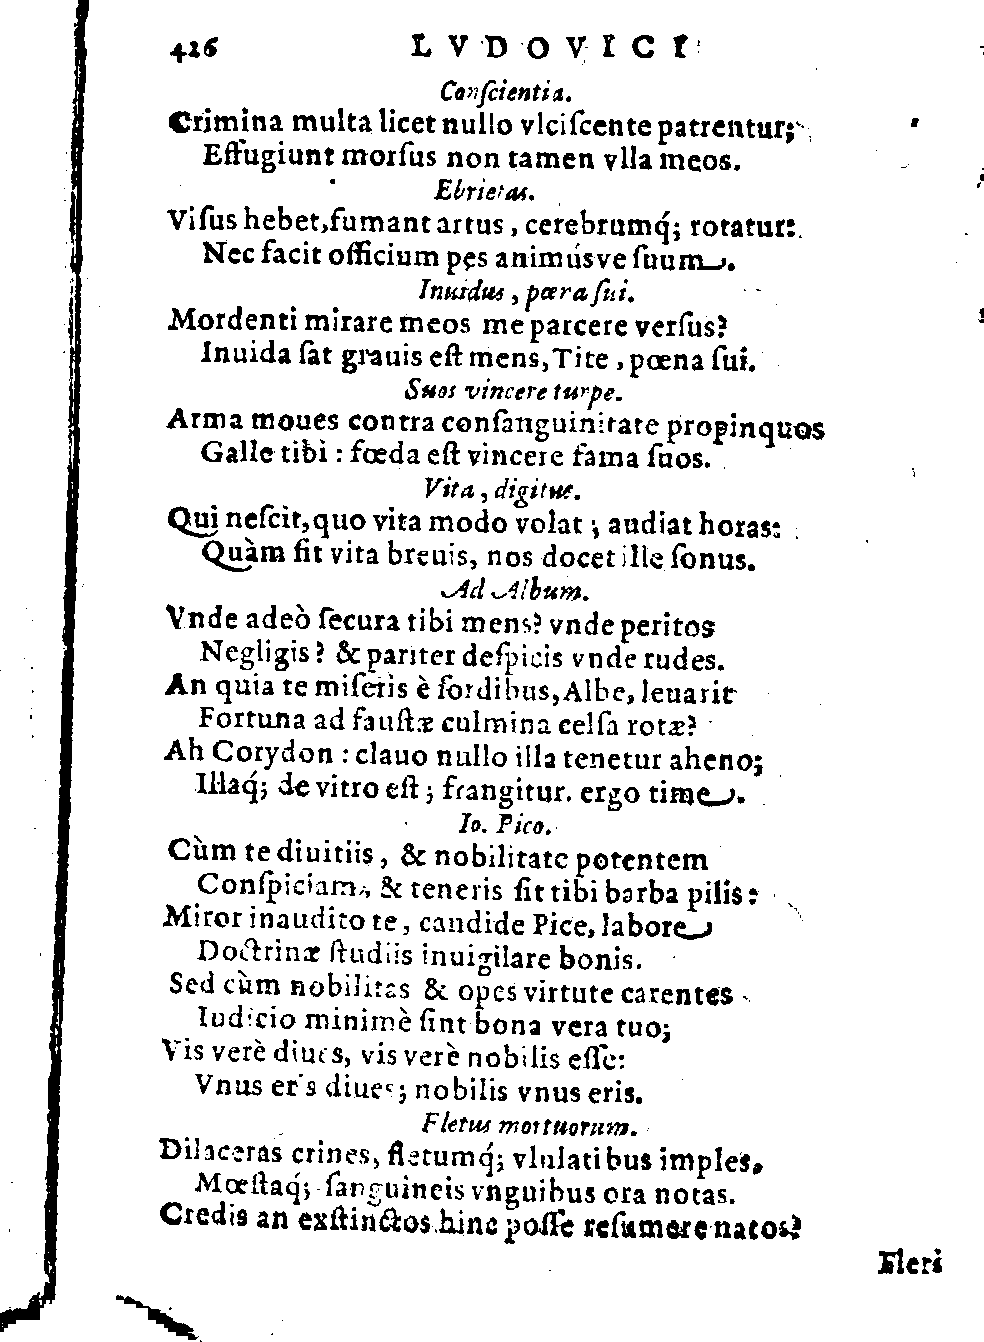 426 LVDOVICI
Conſcientia.
Crimina multa licet nullo vlciſcente patrentur;
Effugiunt morſus non tamen vlla meos.
Ebrietas.
Viſus hebet, fumant artus, cerebrumq́; rotatur:
Nec facit officium pęs animúsve ſuum.
Inuidus, pœna ſui.
Mordenti mirare meos me parcere verſus?
Inuida ſat grauis eſt mens, Tite, pœna ſui.
Suos vincere turpe.
Arma moues contra conſanguinitate propinquos
Galle tibi: fœda eſt vincere fama ſuos.
Vita, digitus.
Qui neſcit, quo vita modo volat; audiat horas:
Quàm ſit vita breuis, nos docet ille ſonus.
Ad Album.
Vnde adeò ſecura tibi mens? vnde peritos
Negligis? & pariter deſpicis vnde rudes.
An quia te miſeris è ſordibus, Albe, leuarit
Fortuna ad fauſtæ culmina celſa rotæ?
Ah Corydon: clauo nullo illa tenetur aheno;
Illaq́; de vitro eſt; frangitur. ergo time.
Io. Pico.
Cùm te diuitiis, & nobilitate potentem
Conſpiciam, & teneris ſit tibi barba pilis:
Miror inaudito te, candide Pice, labore
Doctrinæ ſtudiis inuigilare bonis.
Sed cùm nobilitas & opes virtute carentes
Iudicio minimè ſint bona vera tuo;
Vis verè diues, vis verè nobilis eſſe:
Vnus eris diues; nobilis vnus eris.
Fletus mortuorum.
Dilaceras crines, fletumq́; vlulatibus imples,
Mœſtaq́; ſanguineis vnguibus ora notas.
Credis an exſtinctos hinc poſſe reſumere natos?
Fleri